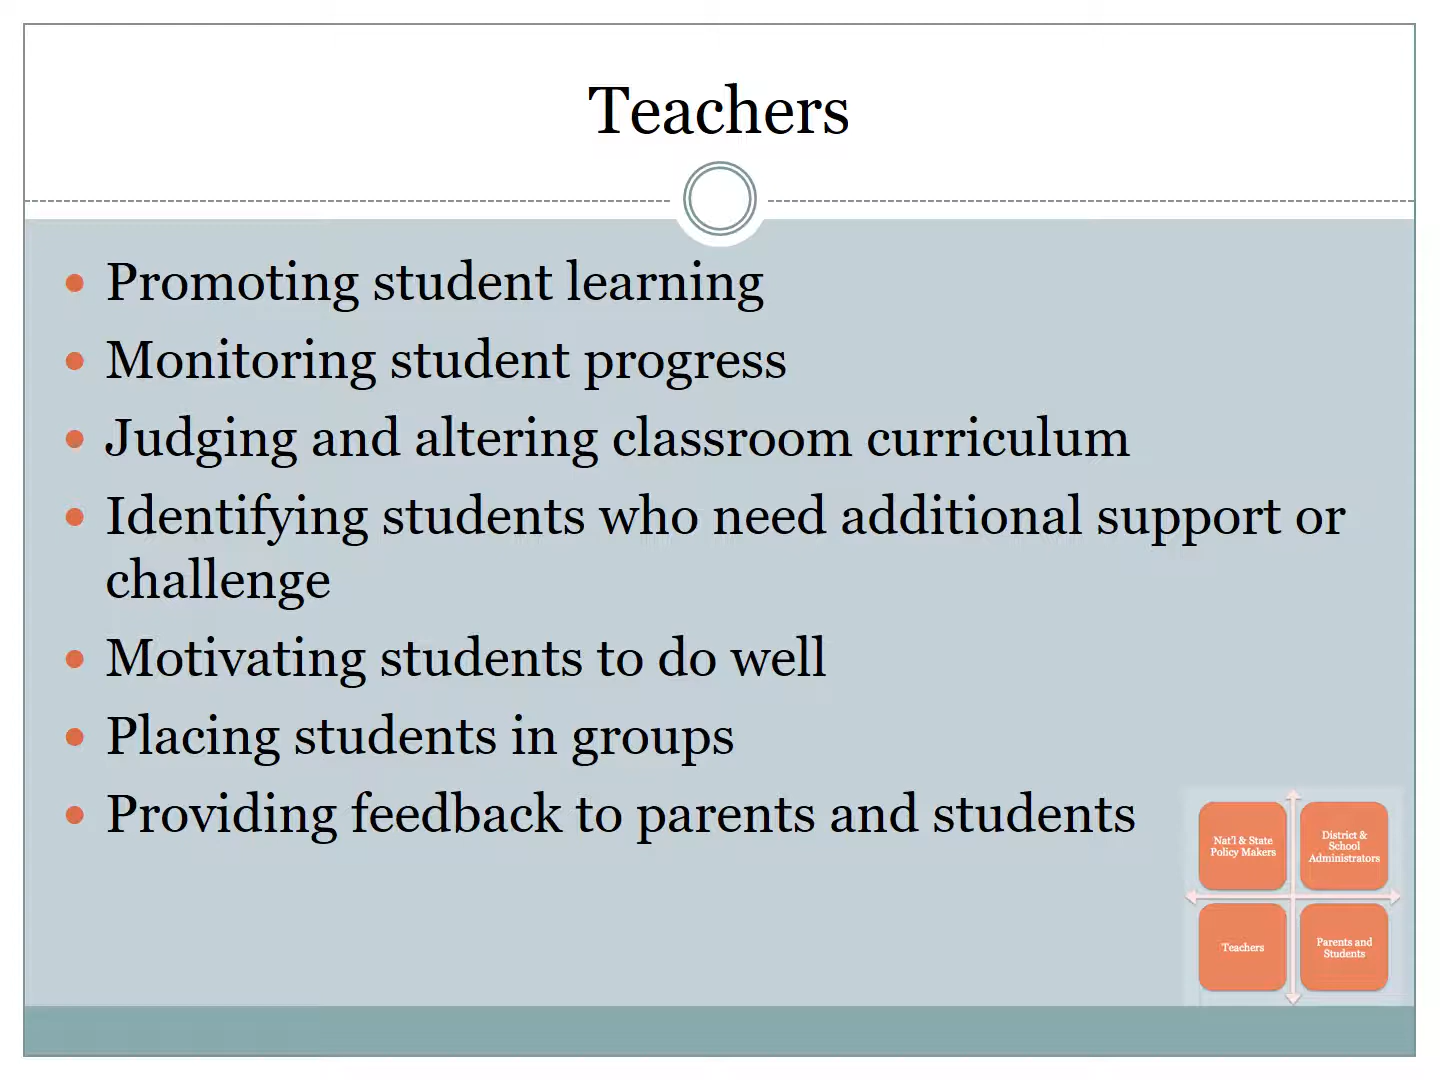 Teachers
Promoting student learning
Monitoring student progress
Judging and altering classroom curriculum
Identifying students who need additional support or
challenge
Motivating students to do well
Placing students in groups
Providing feedback to parents and students
Nat'l & State
Policy Makers
District &
School
Administrators
Teachers
Parents and
Students